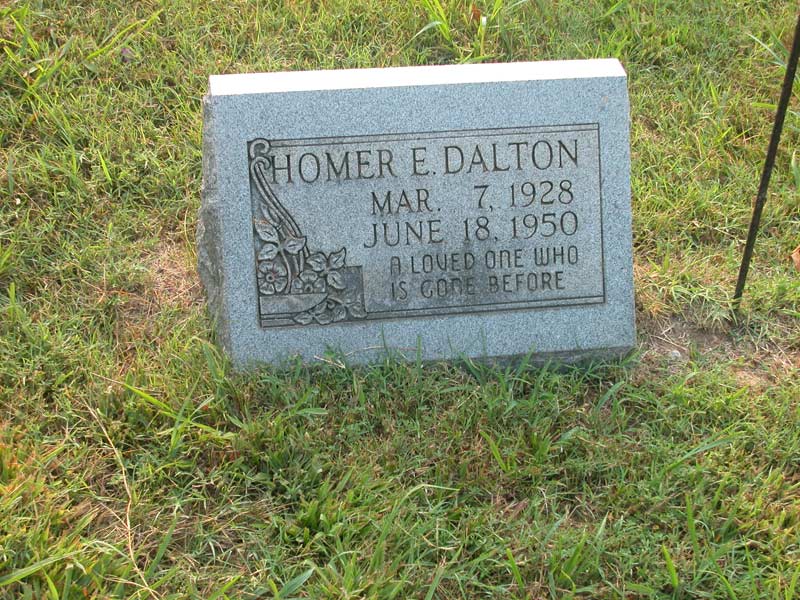 HOMER E. DALTON
MAR. 7, 1928
JUNE 18, 1950
A LOVED ONE WHO
IS GONE BEFORE